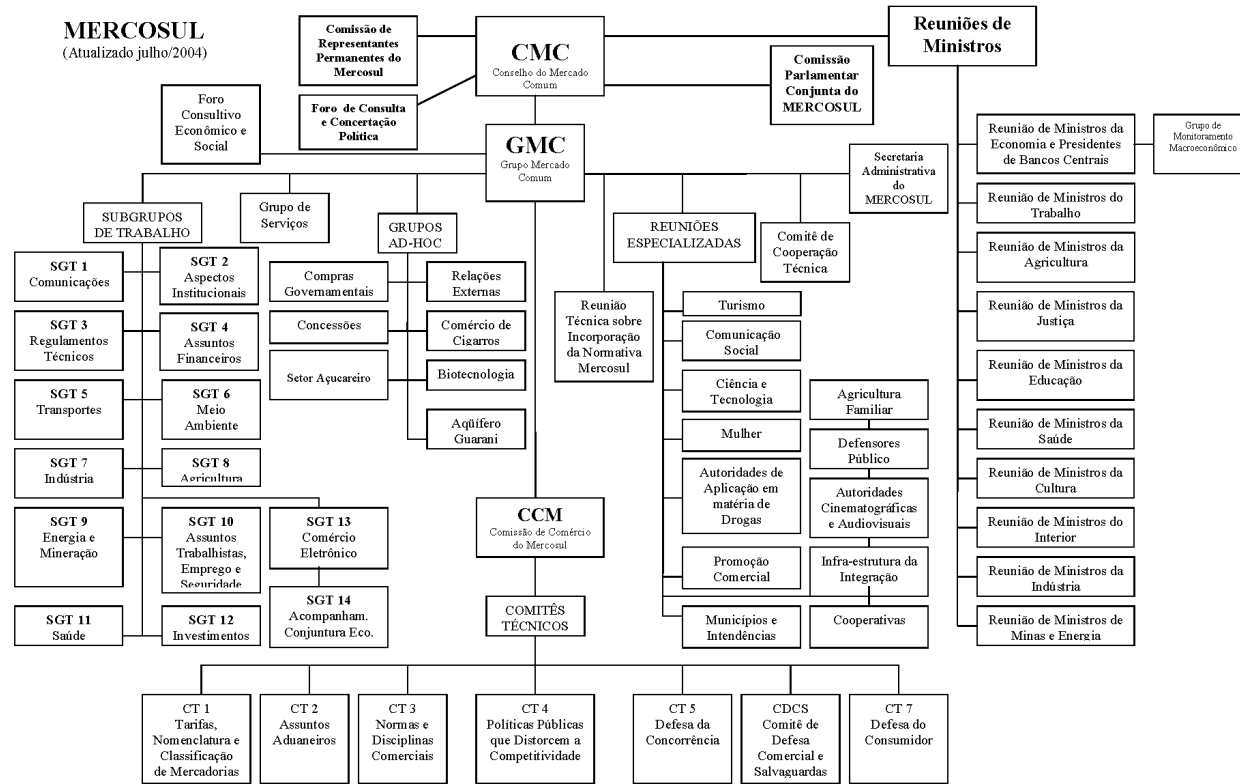 MERCOSUL
(Atualizado julho/2004)
Comissão de
Representantes
Permanentes do
Mercosul
CMC
Conselho do Mercado
Comum
Reuniões de
Ministros
Comissão
Parlamentar
Conjunta do
MERCOSUL
Foro de Consulta
e Concertação
Política
Foro
Consultivo
Econômico e
Social
GMC
Grupo Mercado
Comum
Secretaria
Administrativa
do
MERCOSUL
Reunião de Ministros da
Economia e Presidentes
de Bancos Centrais
Grupo de
Monitoramento
Macroeconômico
Reunião de Ministros do
Trabalho
Reunião de Ministros da
Agricultura
Reunião de Ministros da
Justiça
Reunião de Ministros da
Educação
Reunião de Ministros da
Saúde
Reunião de Ministros da
Cultura
Reunião de Ministros do
Interior
Reunião de Ministros da
Indústria
Reunião de Ministros de
Minas e Energia
SUBGRUPOS
DE TRABALHO
Grupo de
Serviços
GRUPOS
AD-HOC
REUNIÕES
ESPECIALIZADAS
Comitê de
Cooperação
Técnica
SGT 1
Comunicações
SGT 2
Aspectos
Institucionais
SGT 3
Regulamentos
Técnicos
SGT 4
Assuntos
Financeiros
SGT 5
Transportes
SGT 6
Meio
Ambiente
SGT 7
Indústria
SGT 8
Agricultura
SGT 9
Energia e
Mineração
SGT 10
Assuntos
Trabalhistas,
Emprego e
Seguridade
SGT 13
Comércio
Eletrônico
SGT 14
Acompanham.
Conjuntura Eco.
SGT 11
Saúde
SGT 12
Investimentos
Compras
Governamentais
Relações
Externas
Concessões
Comércio de
Cigarros
Setor Açucareiro
Biotecnologia
Aqüífero
Guarani
Reunião
Técnica sobre
Incorporação
da Normativa
Mercosul
Turismo
Comunicação
Social
Ciência e
Tecnologia
Mulher
Autoridades de
Aplicação em
matéria de
Drogas
Promoção
Comercial
Municípios e
Intendências
Agricultura
Familiar
Defensores
Público
Autoridades
Cinematográficas
e Audiovisuais
Infra-estrutura da
Integração
Cooperativas
CCM
Comissão de Comércio
do Mercosul
COMITÊS
TÉCNICOS
CT 1
Tarifas,
Nomenclatura e
Classificação
de Mercadorias
CT 2
Assuntos
Aduaneiros
CT 3
Normas e
Disciplinas
Comerciais
CT 4
Políticas Públicas
que Distorcem a
Competitividade
CT 5
Defesa da
Concorrência
CDCS
Comitê de
Defesa
Comercial e
Salvaguardas
CT 7
Defesa do
Consumidor